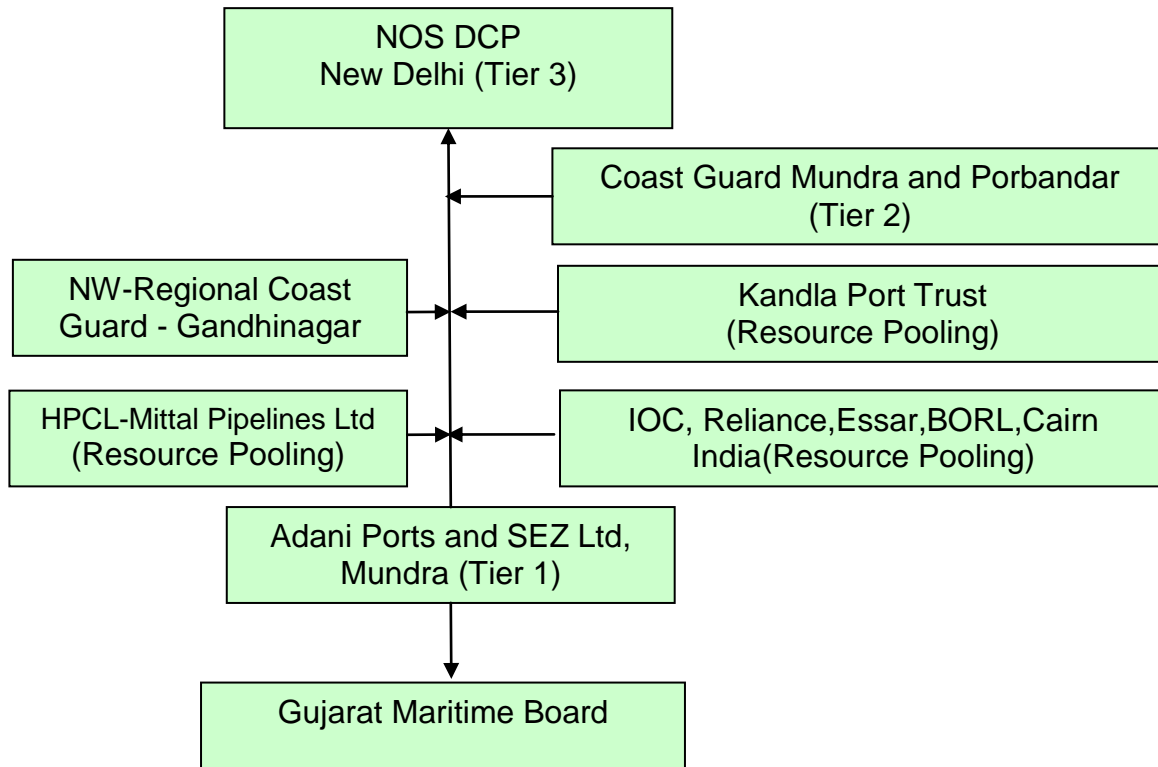 NOS DCP
New Delhi (Tier 3)
Coast Guard Mundra and Porbandar
(Tier 2)
NW-Regional Coast
Guard - Gandhinagar
Kandla Port Trust
(Resource Pooling)
HPCL-Mittal Pipelines Ltd
(Resource Pooling)
IOC, Reliance,Essar,BORL,Cairn
India(Resource Pooling)
Adani Ports and SEZ Ltd,
Mundra (Tier 1)
Gujarat Maritime Board